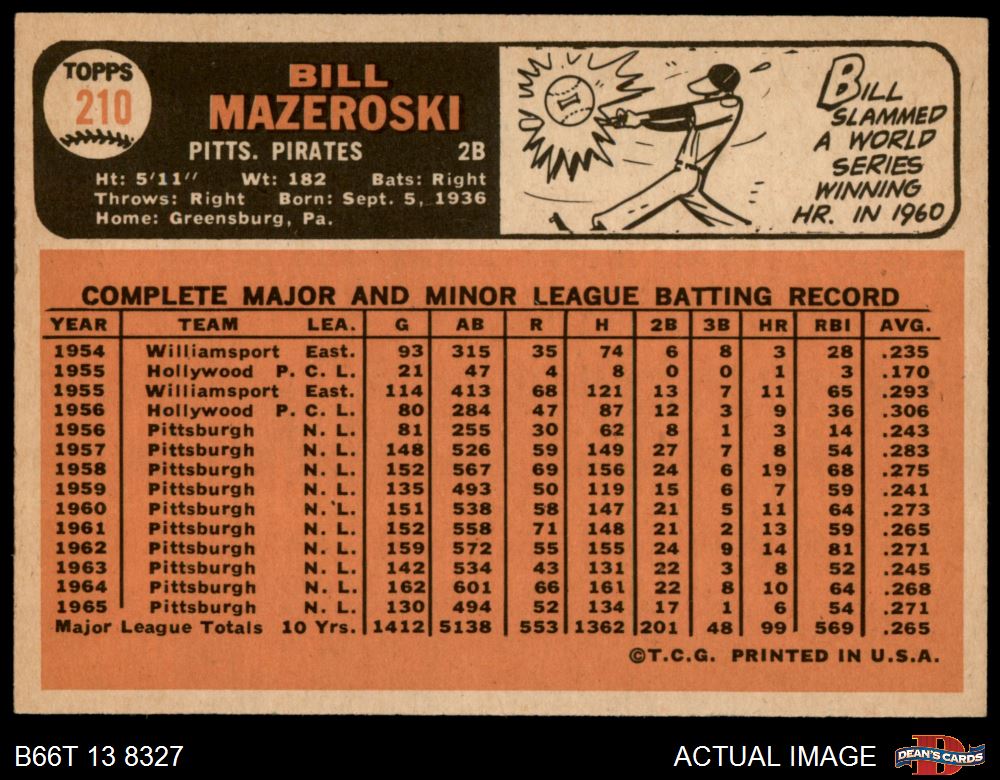 TOPPS
210
BILL
MAZEROSKI
PITTS. PIRATES 2B
Ht: 5'11" Wt: 182 Bats: Right
Throws: Right Born: Sept. 5, 1936
Home: Greensburg, Pa.
BILL
SLAMMED
A WORLD
SERIES
WINNING
HR. IN 1960
COMPLETE MAJOR AND MINOR LEAGUE BATTING RECORD
YEAR TEAM LEA. G AB R H 2B 3B HR RBI AVG.
1954 Williamsport East. 93 315 35 74 6 8 3 28 .235
1955 Hollywood P. C. L. 21 47 4 8 0 0 1 3 .170
1955 Williamsport East. 114 413 68 121 13 7 11 65 .293
1956 Hollywood P. C. L. 80 284 47 87 12 3 9 36 .306
1956 Pittsburgh N. L. 81 255 30 62 8 1 3 14 .243
1957 Pittsburgh N. L. 148 526 59 149 27 7 8 54 .283
1958 Pittsburgh N. L. 152 567 69 156 24 6 19 68 .275
1959 Pittsburgh N. L. 135 493 50 119 15 6 7 59 .241
1960 Pittsburgh N. L. 151 538 58 147 21 5 11 64 .273
1961 Pittsburgh N. L. 152 558 71 148 21 2 13 59 .265
1962 Pittsburgh N. L. 159 572 55 155 24 9 14 81 .271
1963 Pittsburgh N. L. 142 534 43 131 22 3 8 52 .245
1964 Pittsburgh N. L. 162 601 66 161 22 8 10 64 .268
1965 Pittsburgh N. L. 130 494 52 134 17 1 6 54 .271
Major League Totals 10 Yrs. 1412 5138 553 1362 201 48 99 569 .265
©T.C.G. PRINTED IN U.S.A.
B66T 13 8327 ACTUAL IMAGE DEAN'S CARDS